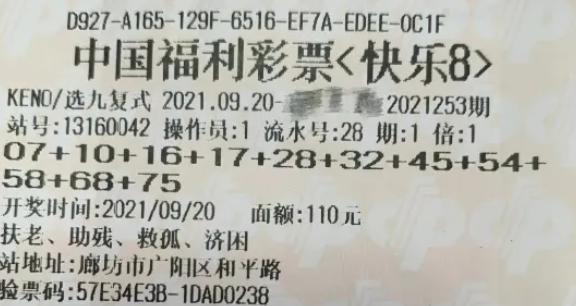 D927-A165-129F-6516-EF7A-EDEE-0C1F
中国福利彩票<快乐8>
KENO/选九复式 2021.09.20- 2021253期
站号:13160042 操作员:1 流水号:28 期:1 倍:1
07+10+16+17+28+32+45+54+
58+68+75
开奖时间:2021/09/20 面额:110元
扶老、助残、救孤、济困
站地址:廊坊市广阳区和平路
验票码:57E34E3B-1DAD0238